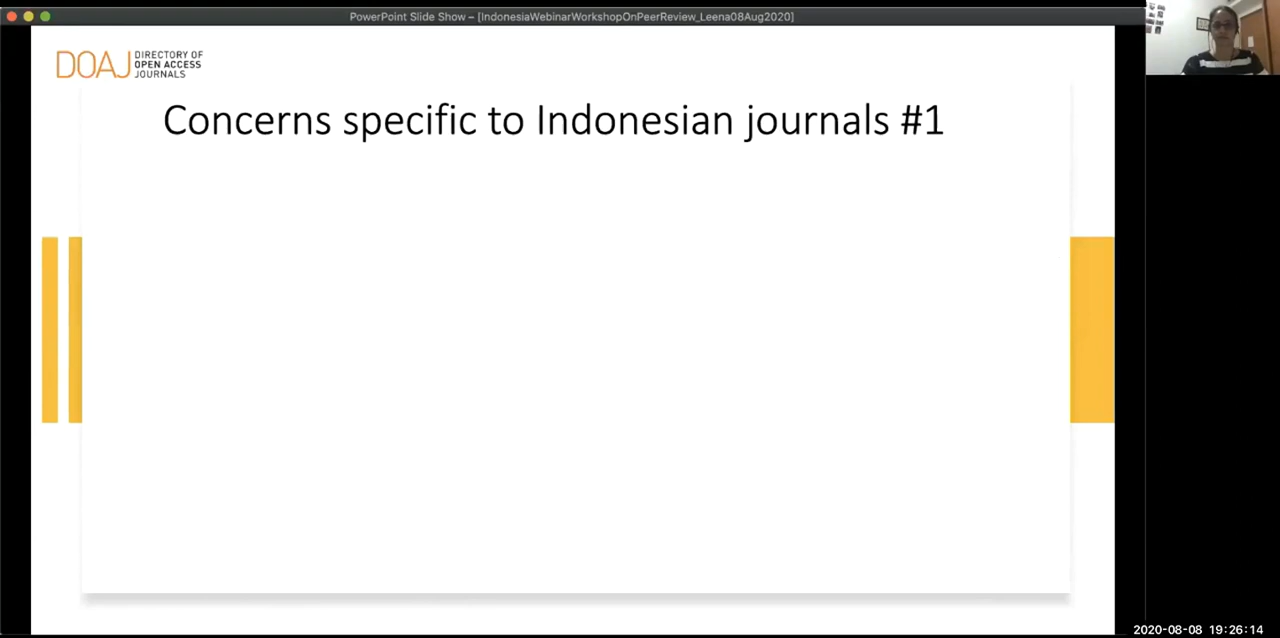 PowerPoint Slide Show – [IndonesiaWebinarWorkshopOnPeerReview_Leena08Aug2020]
DOAJ
DIRECTORY OF
OPEN ACCESS
JOURNALS
Concerns specific to Indonesian journals #1
2020-08-08 19:26:14